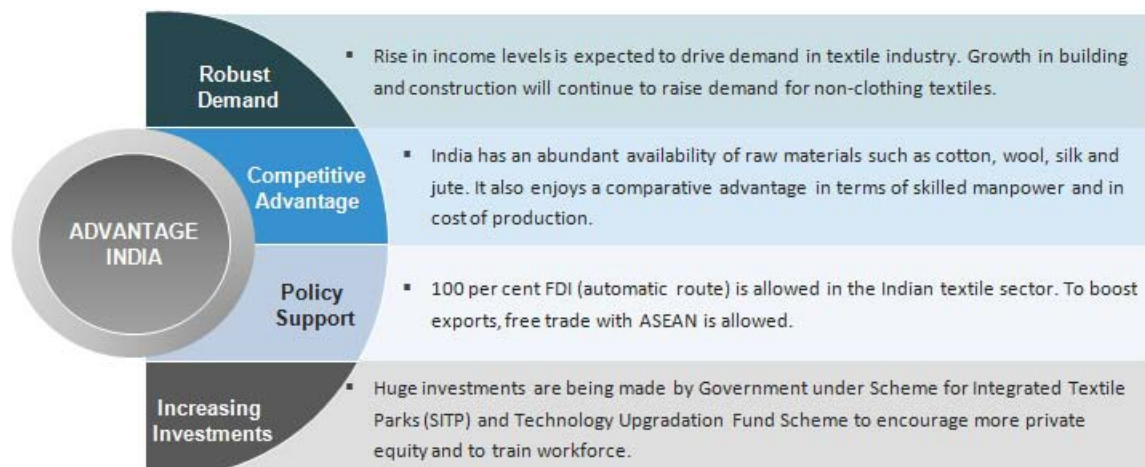 ADVANTAGE
INDIA
Robust
Demand
▪ Rise in income levels is expected to drive demand in textile industry. Growth in building
and construction will continue to raise demand for non-clothing textiles.
Competitive
Advantage
▪ India has an abundant availability of raw materials such as cotton, wool, silk and
jute. It also enjoys a comparative advantage in terms of skilled manpower and in
cost of production.
Policy
Support
▪ 100 per cent FDI (automatic route) is allowed in the Indian textile sector. To boost
exports, free trade with ASEAN is allowed.
Increasing
Investments
▪ Huge investments are being made by Government under Scheme for Integrated Textile
Parks (SITP) and Technology Upgradation Fund Scheme to encourage more private
equity and to train workforce.